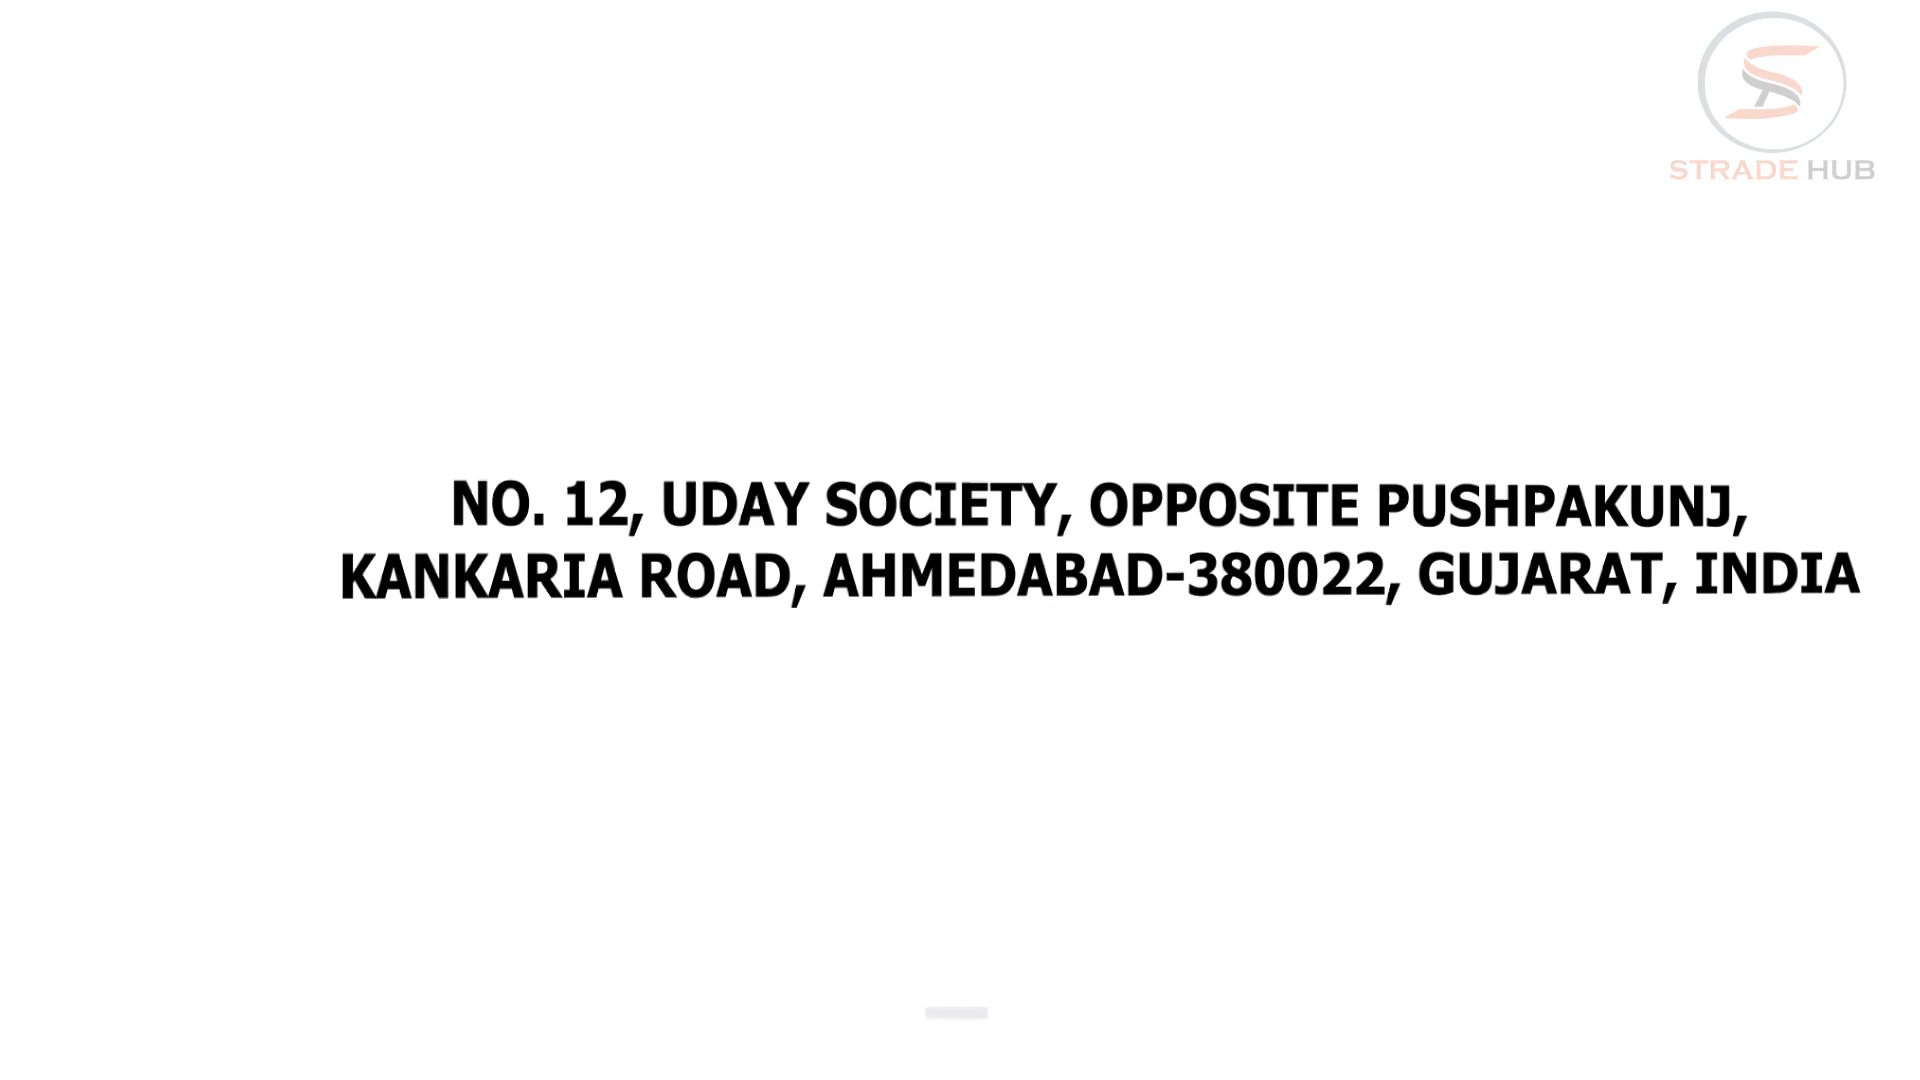 STRADE HUB
NO. 12, UDAY SOCIETY, OPPOSITE PUSHPAKUNJ,
KANKARIA ROAD, AHMEDABAD-380022, GUJARAT, INDIA